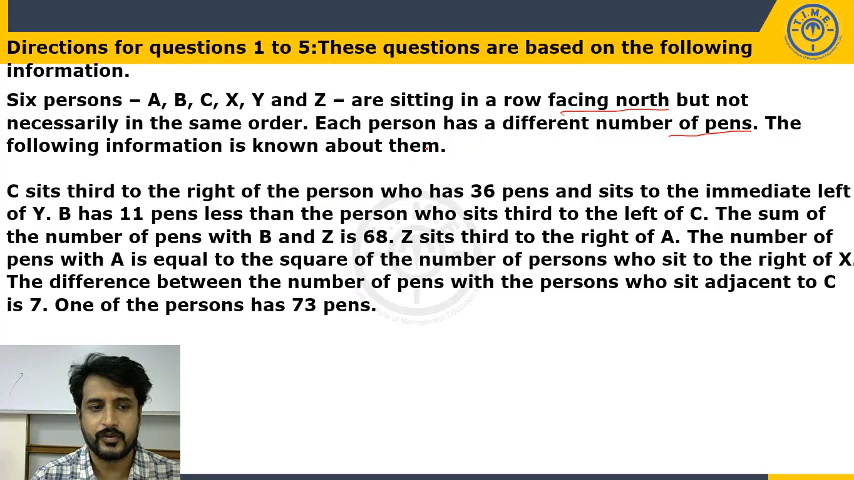 T.I.M.E.
Directions for questions 1 to 5:These questions are based on the following
information.
Six persons – A, B, C, X, Y and Z – are sitting in a row facing north but not
necessarily in the same order. Each person has a different number of pens. The
following information is known about them.
C sits third to the right of the person who has 36 pens and sits to the immediate left
of Y. B has 11 pens less than the person who sits third to the left of C. The sum of
the number of pens with B and Z is 68. Z sits third to the right of A. The number of
pens with A is equal to the square of the number of persons who sit to the right of X.
The difference between the number of pens with the persons who sit adjacent to C
is 7. One of the persons has 73 pens.